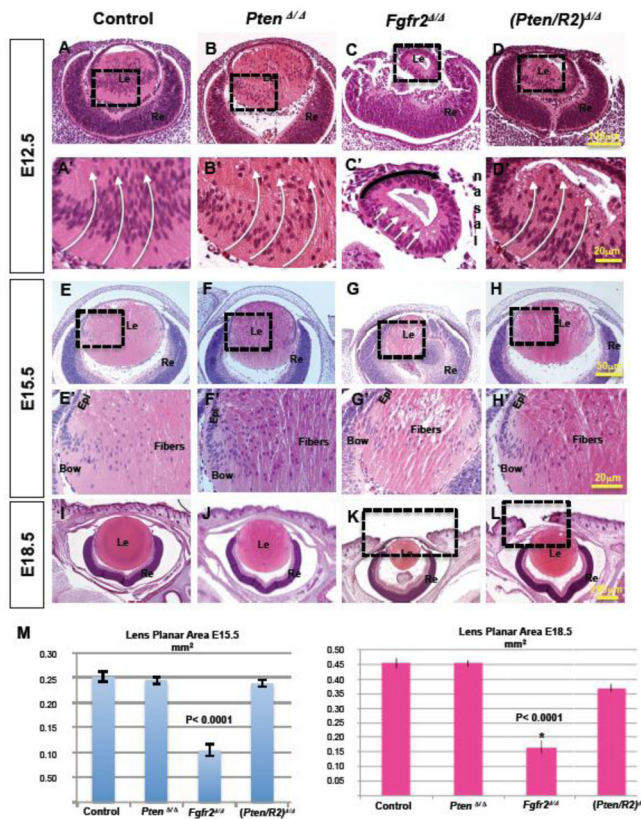 Control Pten Δ/Δ Fgfr2Δ/Δ (Pten/R2)Δ/Δ
E12.5
A B C D
Le Le Le Le
Re Re Re Re
100μm
A' B' C' D'
nasal
20μm
E15.5
E F G H
Le Le Le Le
Re Re Re Re
E' F' G' H'
Epi Epi Epi Epi
Fibers Fibers Fibers Fibers
Bow Bow Bow Bow
20μm
E18.5
I J K L
Le Le Le Le
Re Re Re
M
Lens Planar Area E15.5
mm2
0.30
0.25
0.20
0.15
0.10
0.50
0.00
P< 0.0001
Control Pten Δ/Δ Fgfr2Δ/Δ (Pten/R2)Δ/Δ
Lens Planar Area E18.5
mm2
0.50
0.45
0.40
0.35
0.30
0.25
0.20
0.15
0.10
0.05
P< 0.0001
*
Control Pten Δ/Δ Fgfr2Δ/Δ (Pten/R2)Δ